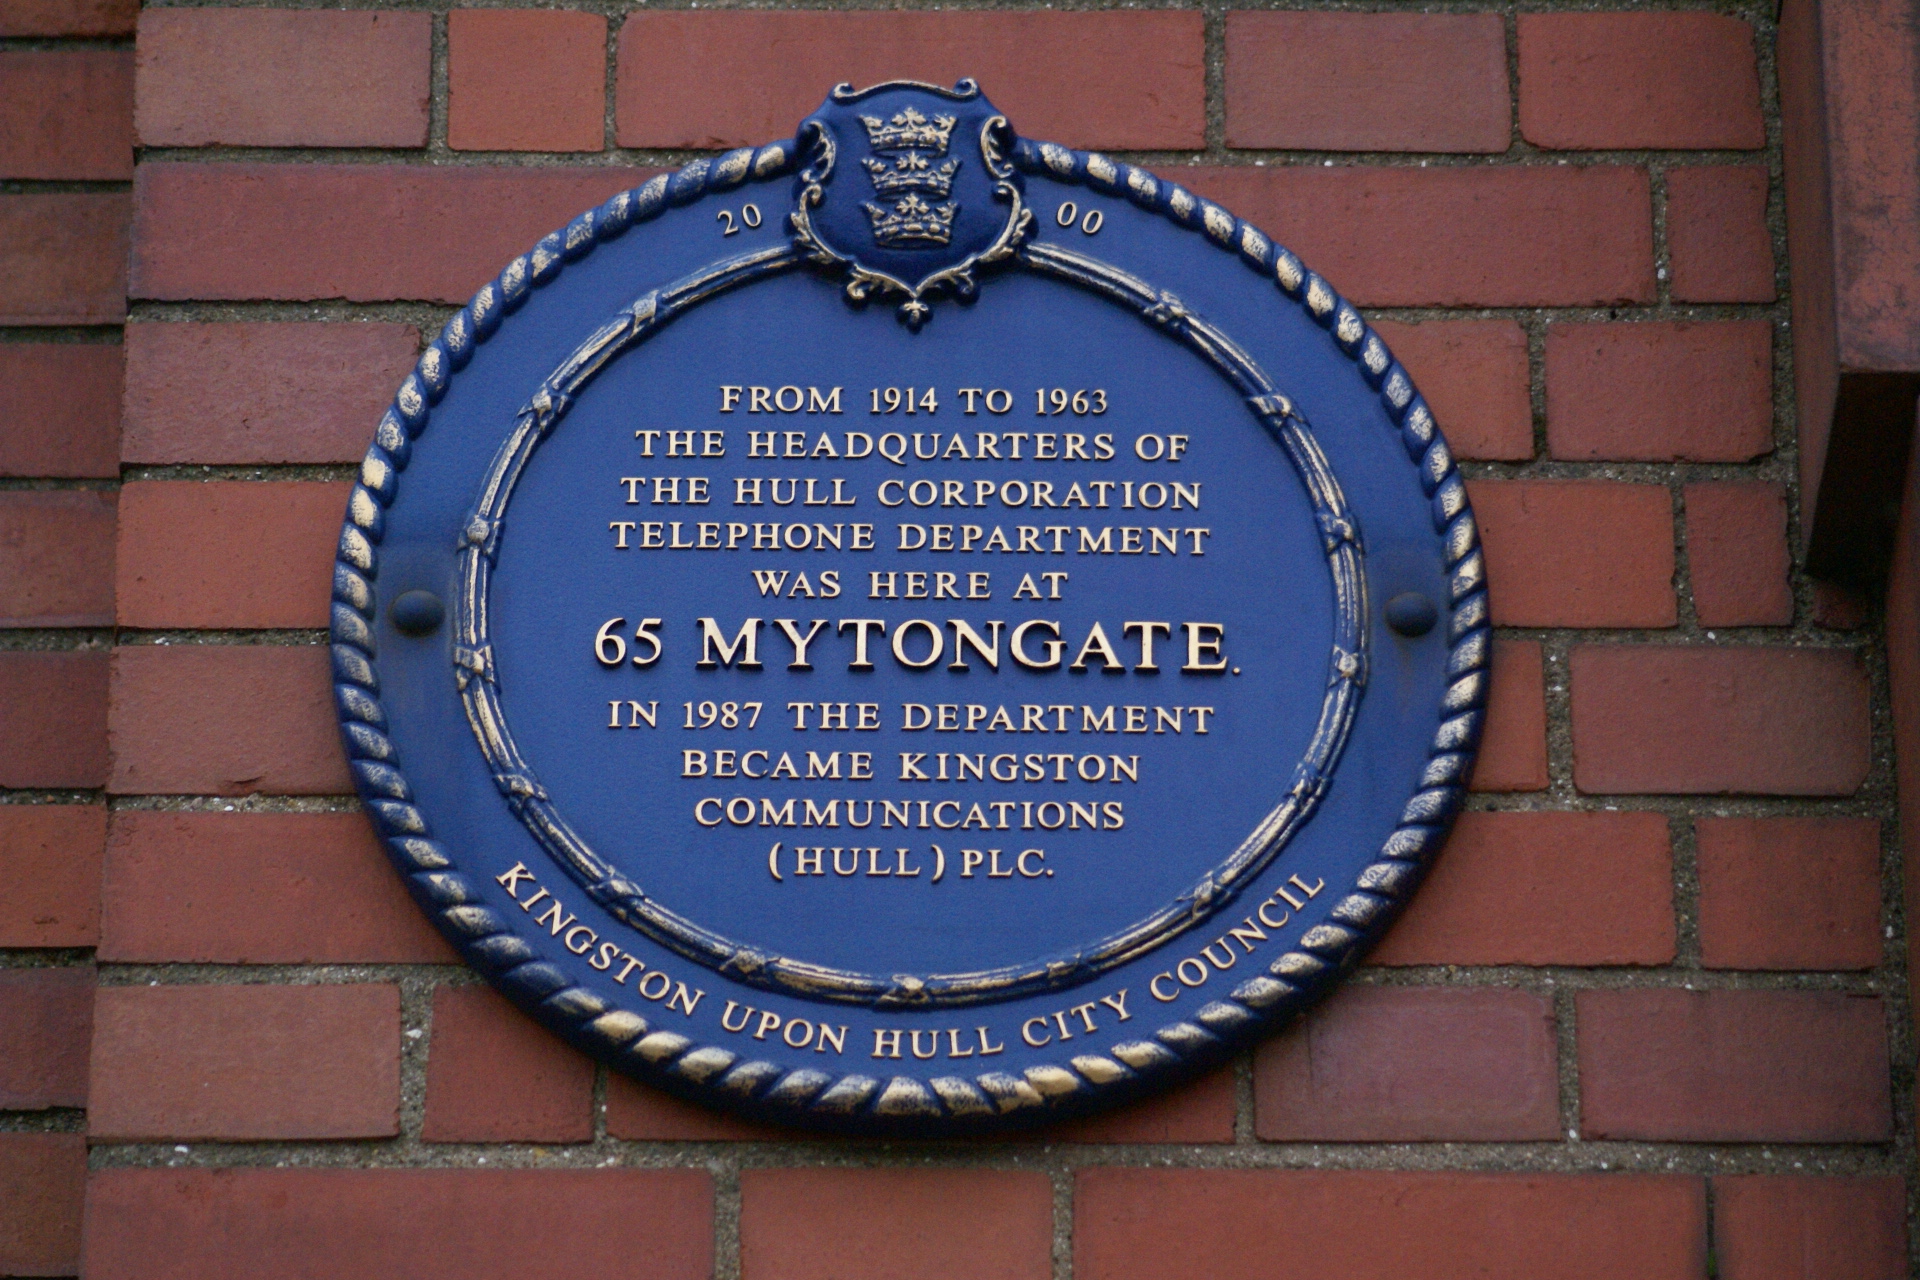 20 00
FROM 1914 TO 1963
THE HEADQUARTERS OF
THE HULL CORPORATION
TELEPHONE DEPARTMENT
WAS HERE AT
65 MYTONGATE.
IN 1987 THE DEPARTMENT
BECAME KINGSTON
COMMUNICATIONS
(HULL) PLC.
KINGSTON UPON HULL CITY COUNCIL